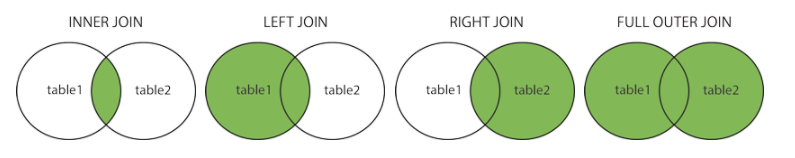 INNER JOIN
LEFT JOIN
RIGHT JOIN
FULL OUTER JOIN
table1 table2
table1 table2
table1 table2
table1 table2